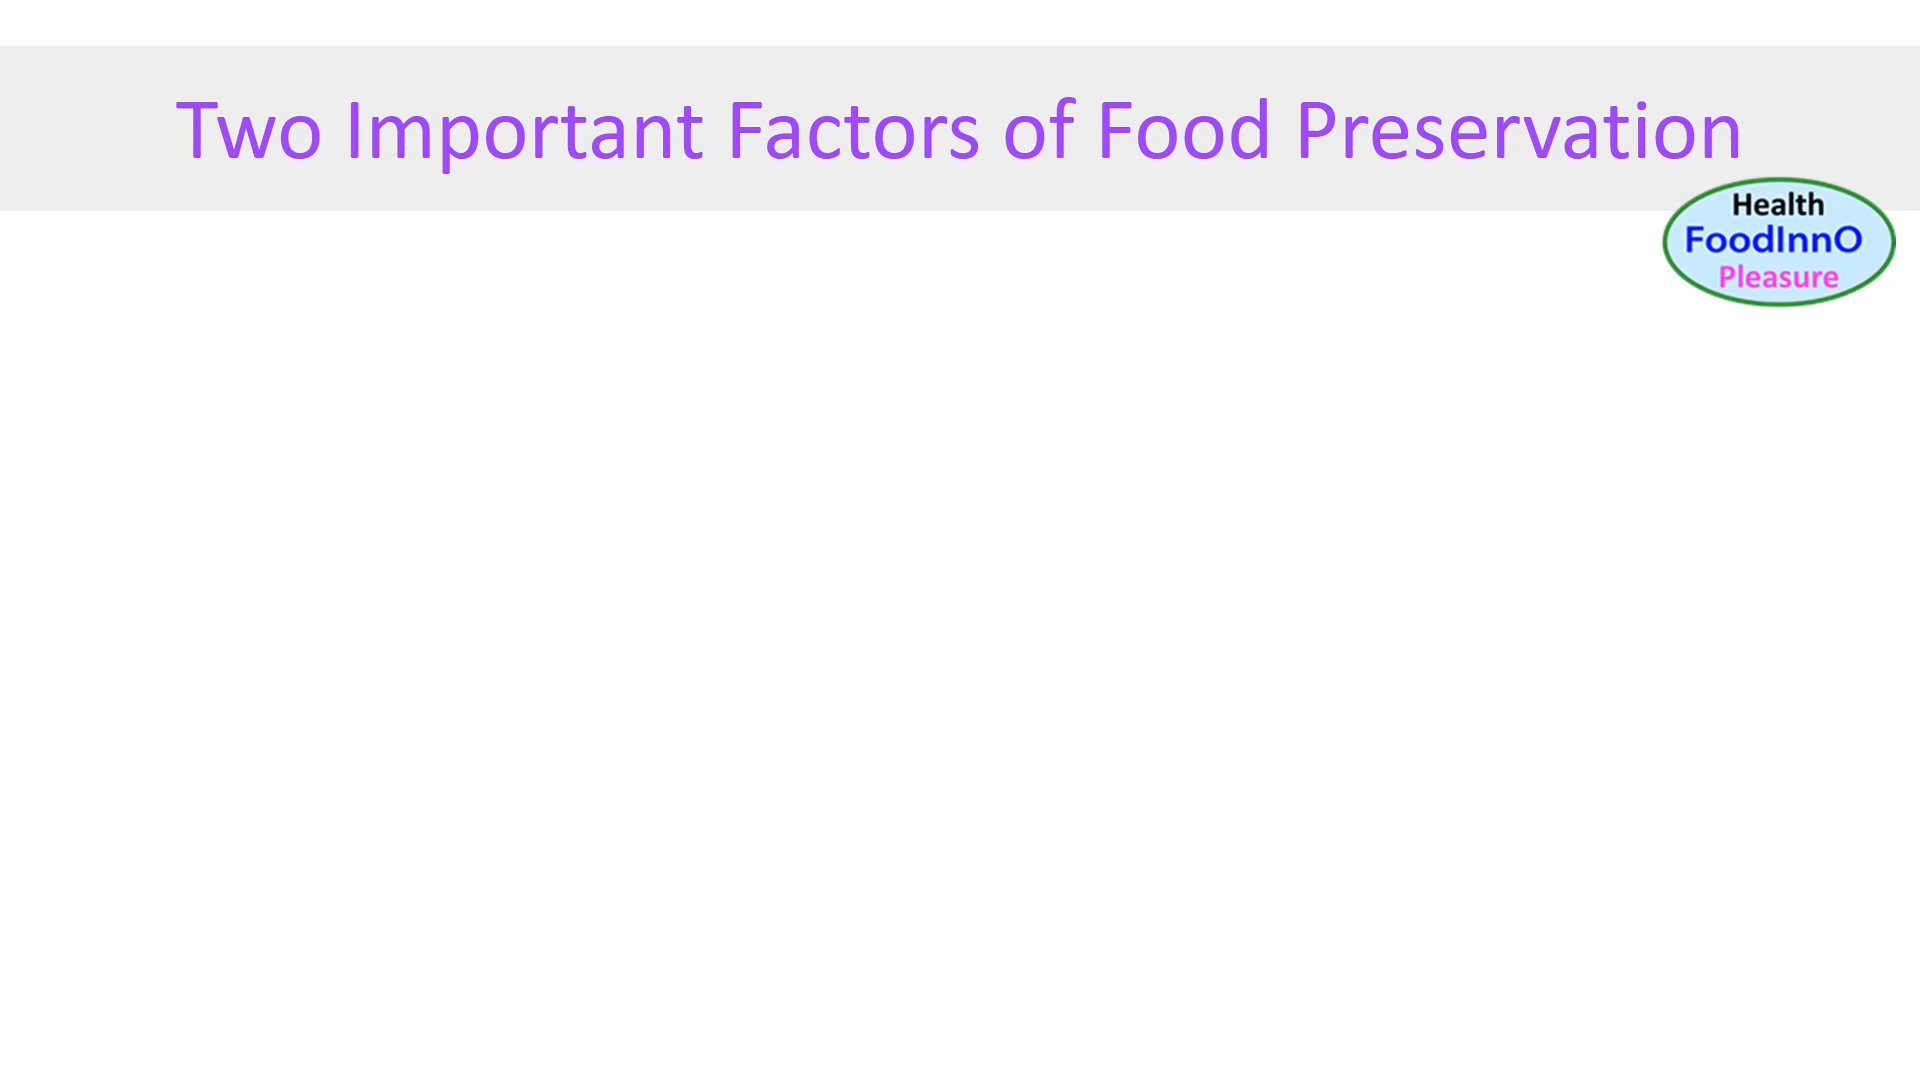 Two Important Factors of Food Preservation
Health
FoodInnO
Pleasure